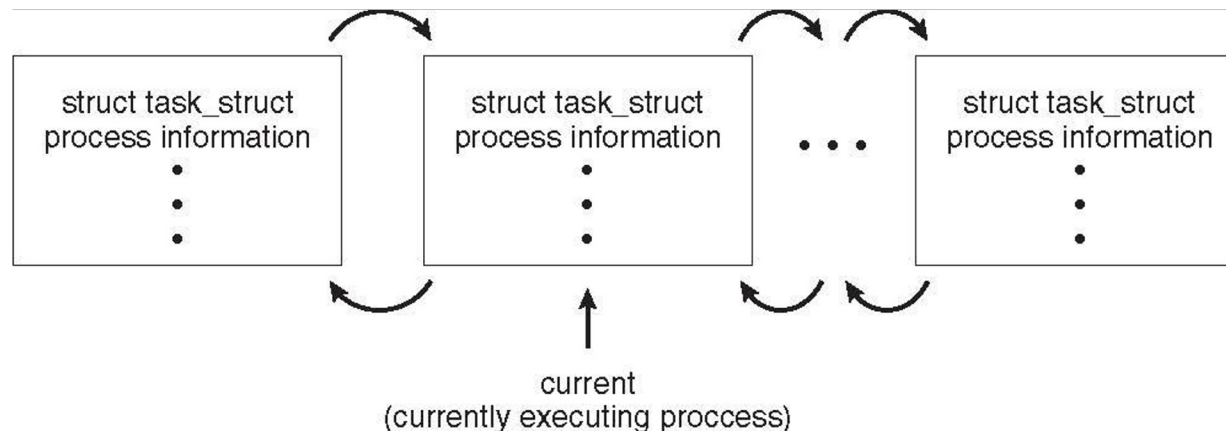 struct task_struct
process information
struct task_struct
process information
struct task_struct
process information
current
(currently executing proccess)